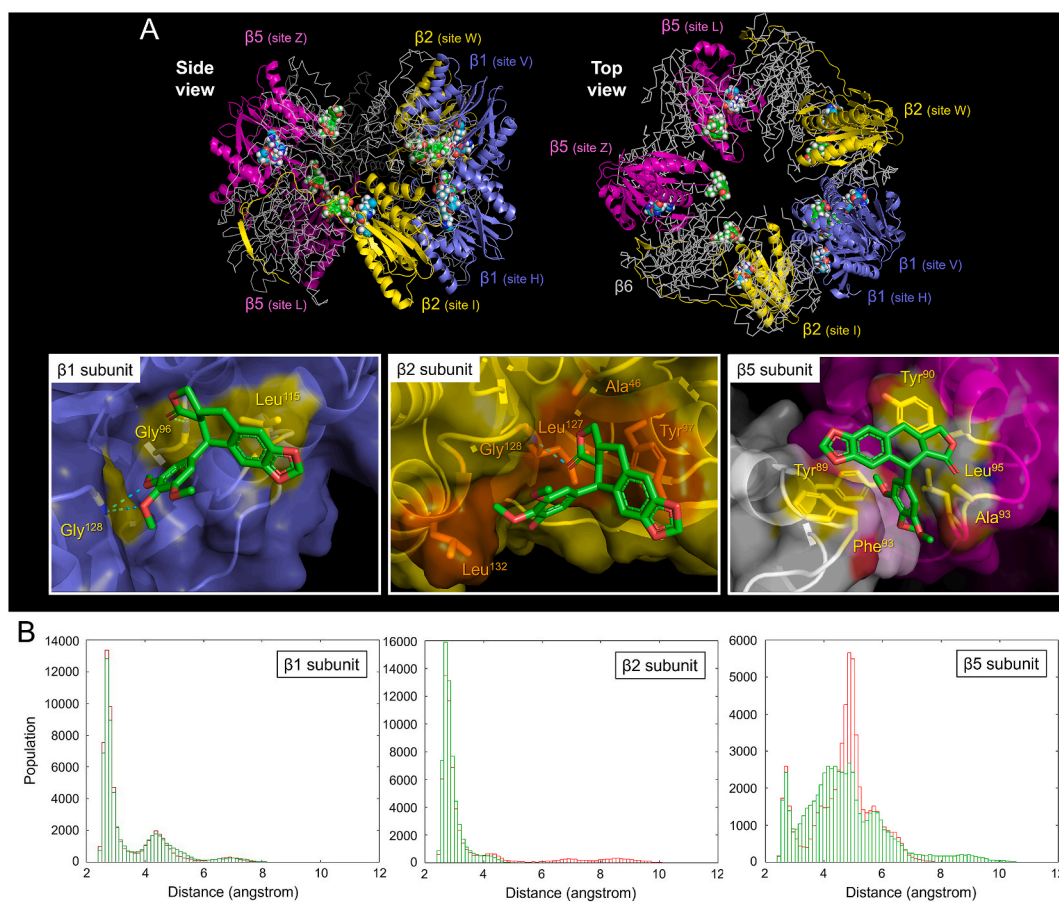 A
Side view
β5 (site Z)
β2 (site W)
β1 (site V)
β5 (site L)
β2 (site I)
β1 (site H)
Top view
β5 (site L)
β2 (site W)
β5 (site Z)
β6
β1 (site V)
β1 (site H)
β2 (site I)
β1 subunit
Leu115
Gly96
Gly128
β2 subunit
Ala46
Leu127
Gly128
Tyr97
Leu132
β5 subunit
Tyr90
Tyr89
Leu95
Ala93
Phe93
B
β1 subunit
Population
14000
12000
10000
8000
6000
4000
2000
0
2 4 6 8 10 12
Distance (angstrom)
β2 subunit
16000
14000
12000
10000
8000
6000
4000
2000
0
2 4 6 8 10 12
Distance (angstrom)
β5 subunit
6000
5000
4000
3000
2000
1000
0
2 4 6 8 10 12
Distance (angstrom)